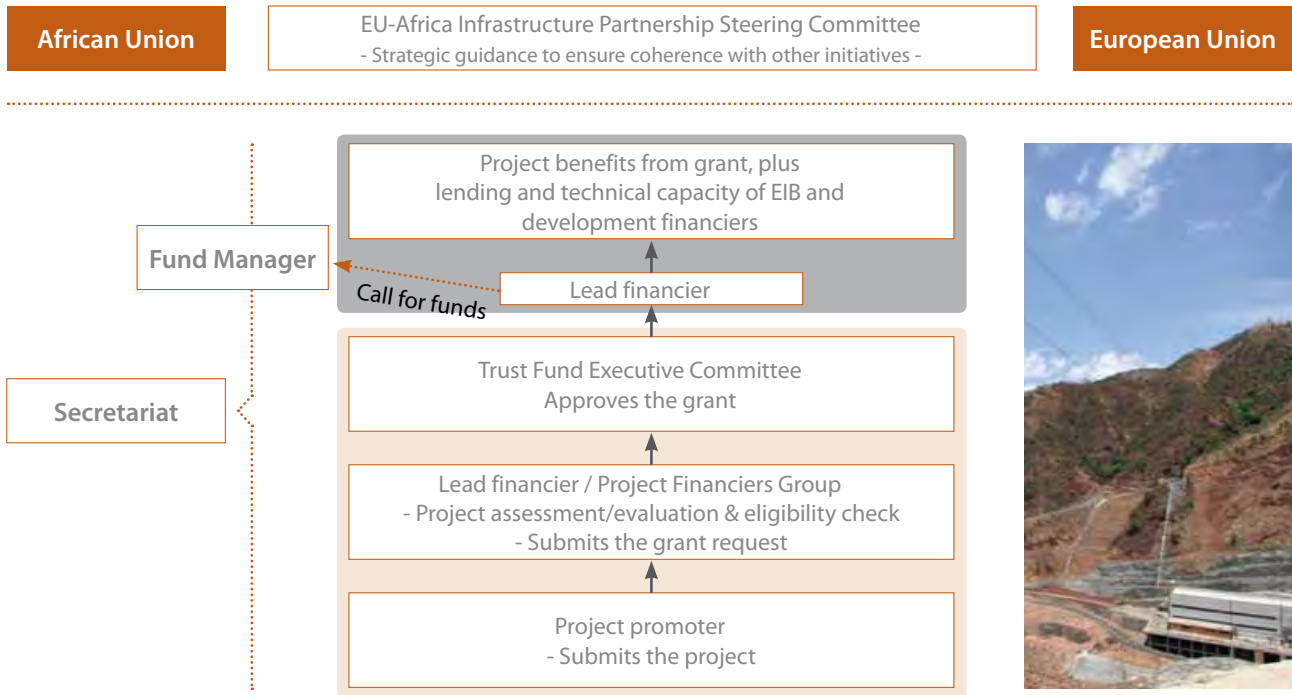 African Union
EU-Africa Infrastructure Partnership Steering Committee
- Strategic guidance to ensure coherence with other initiatives -
European Union
Project benefits from grant, plus
lending and technical capacity of EIB and
development financiers
Fund Manager
Call for funds
Lead financier
Trust Fund Executive Committee
Approves the grant
Secretariat
Lead financier / Project Financiers Group
- Project assessment/evaluation & eligibility check
- Submits the grant request
Project promoter
- Submits the project